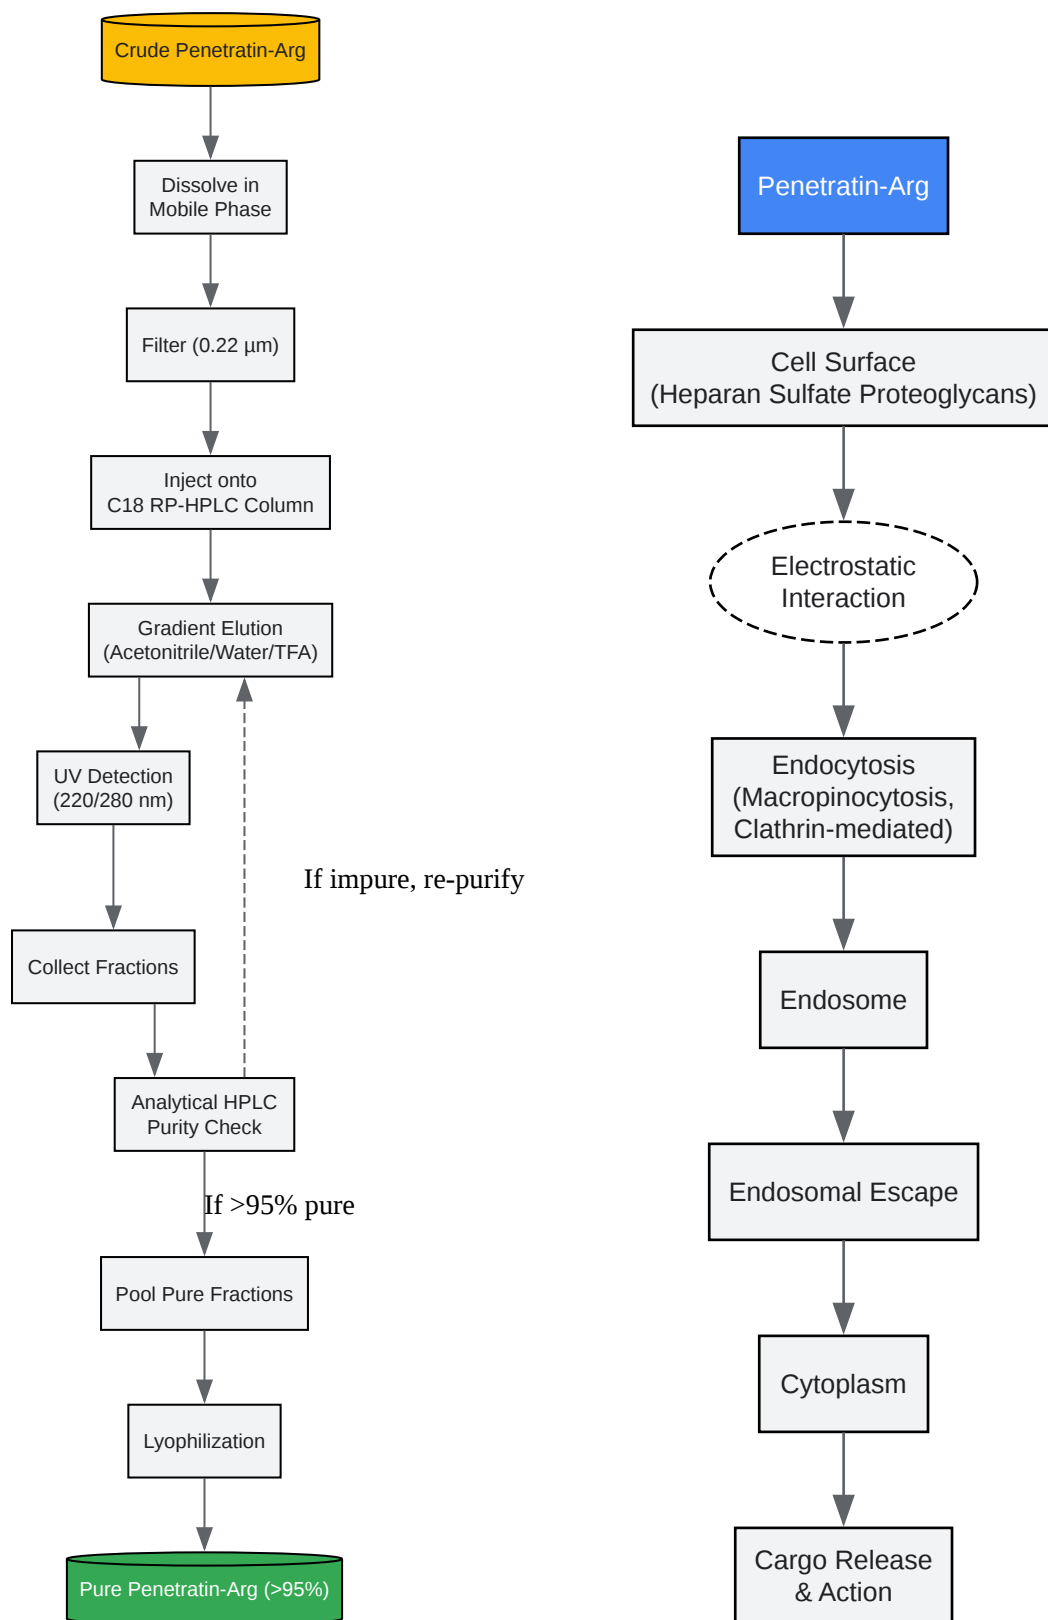 Crude Penetratin-Arg
Dissolve in
Mobile Phase
Filter (0.22 µm)
Inject onto
C18 RP-HPLC Column
Gradient Elution
(Acetonitrile/Water/TFA)
UV Detection
(220/280 nm)
If impure, re-purify
Collect Fractions
Analytical HPLC
Purity Check
If >95% pure
Pool Pure Fractions
Lyophilization
Pure Penetratin-Arg (>95%)
Penetratin-Arg
Cell Surface
(Heparan Sulfate Proteoglycans)
Electrostatic
Interaction
Endocytosis
(Macropinocytosis,
Clathrin-mediated)
Endosome
Endosomal Escape
Cytoplasm
Cargo Release
& Action